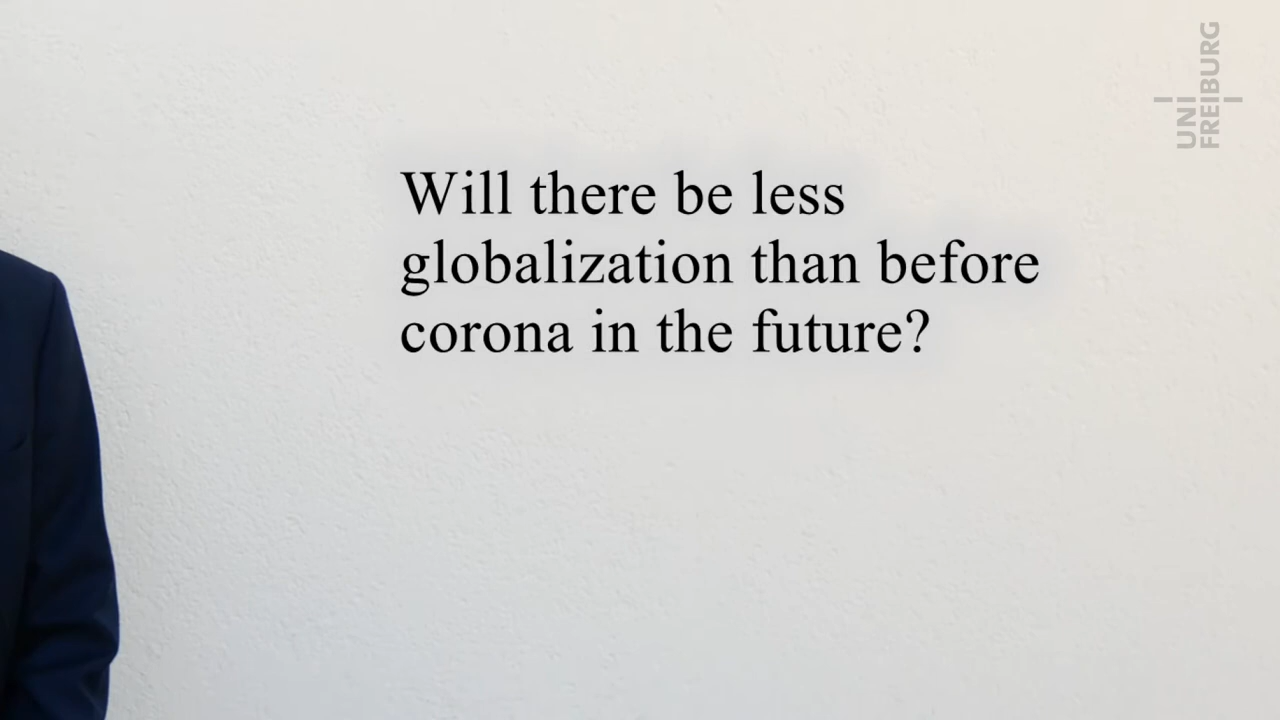 Will there be less
globalization than before
corona in the future?
UNI
FREIBURG